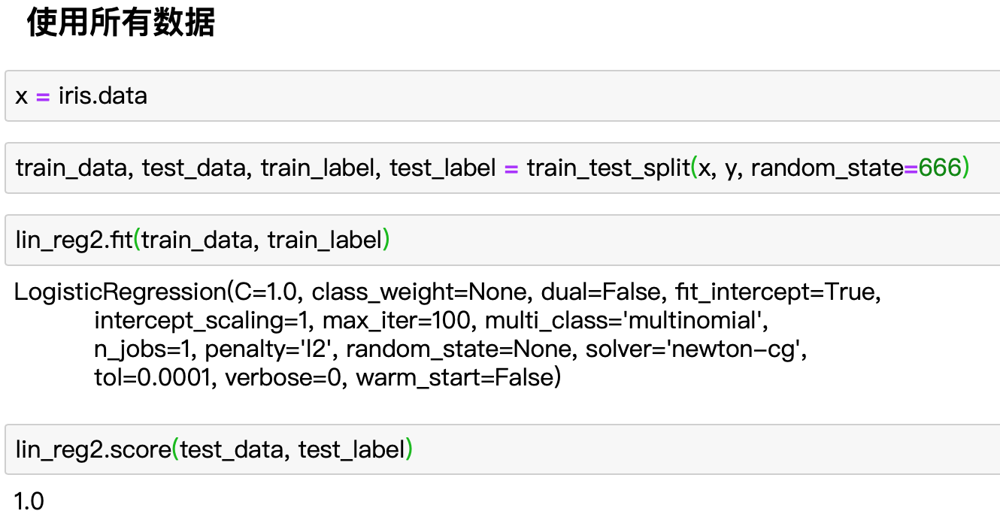 使用所有数据
x = iris.data
train_data, test_data, train_label, test_label = train_test_split(x, y, random_state=666)
lin_reg2.fit(train_data, train_label)
LogisticRegression(C=1.0, class_weight=None, dual=False, fit_intercept=True,
intercept_scaling=1, max_iter=100, multi_class='multinomial',
n_jobs=1, penalty='l2', random_state=None, solver='newton-cg',
tol=0.0001, verbose=0, warm_start=False)
lin_reg2.score(test_data, test_label)
1.0